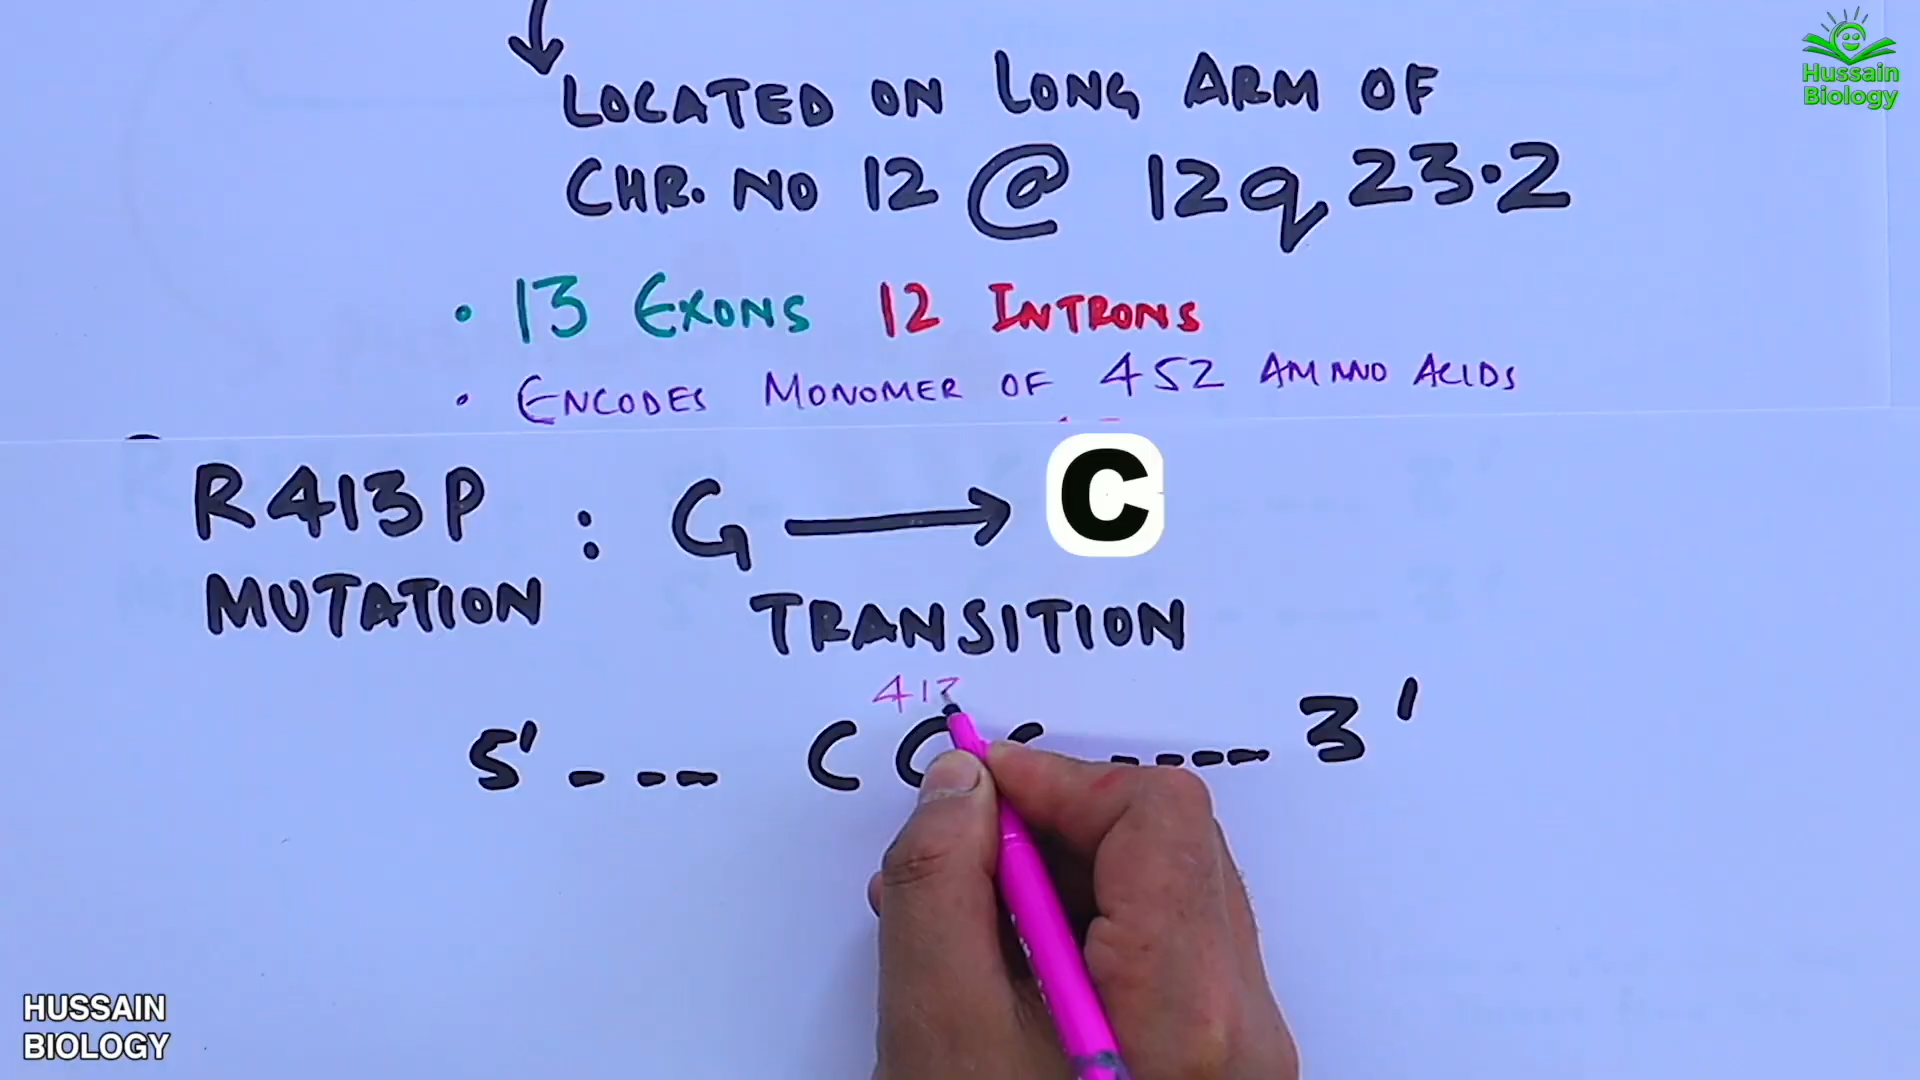 Hussain
Biology
LOCATED ON LONG ARM OF
CHR. NO 12 @ 12q 23.2
• 13 EXONS 12 INTRONS
• ENCODES MONOMER OF 452 AMINO ACIDS
R413P : G → C
MUTATION TRANSITION
41
5' --- C ---- 3'
HUSSAIN
BIOLOGY